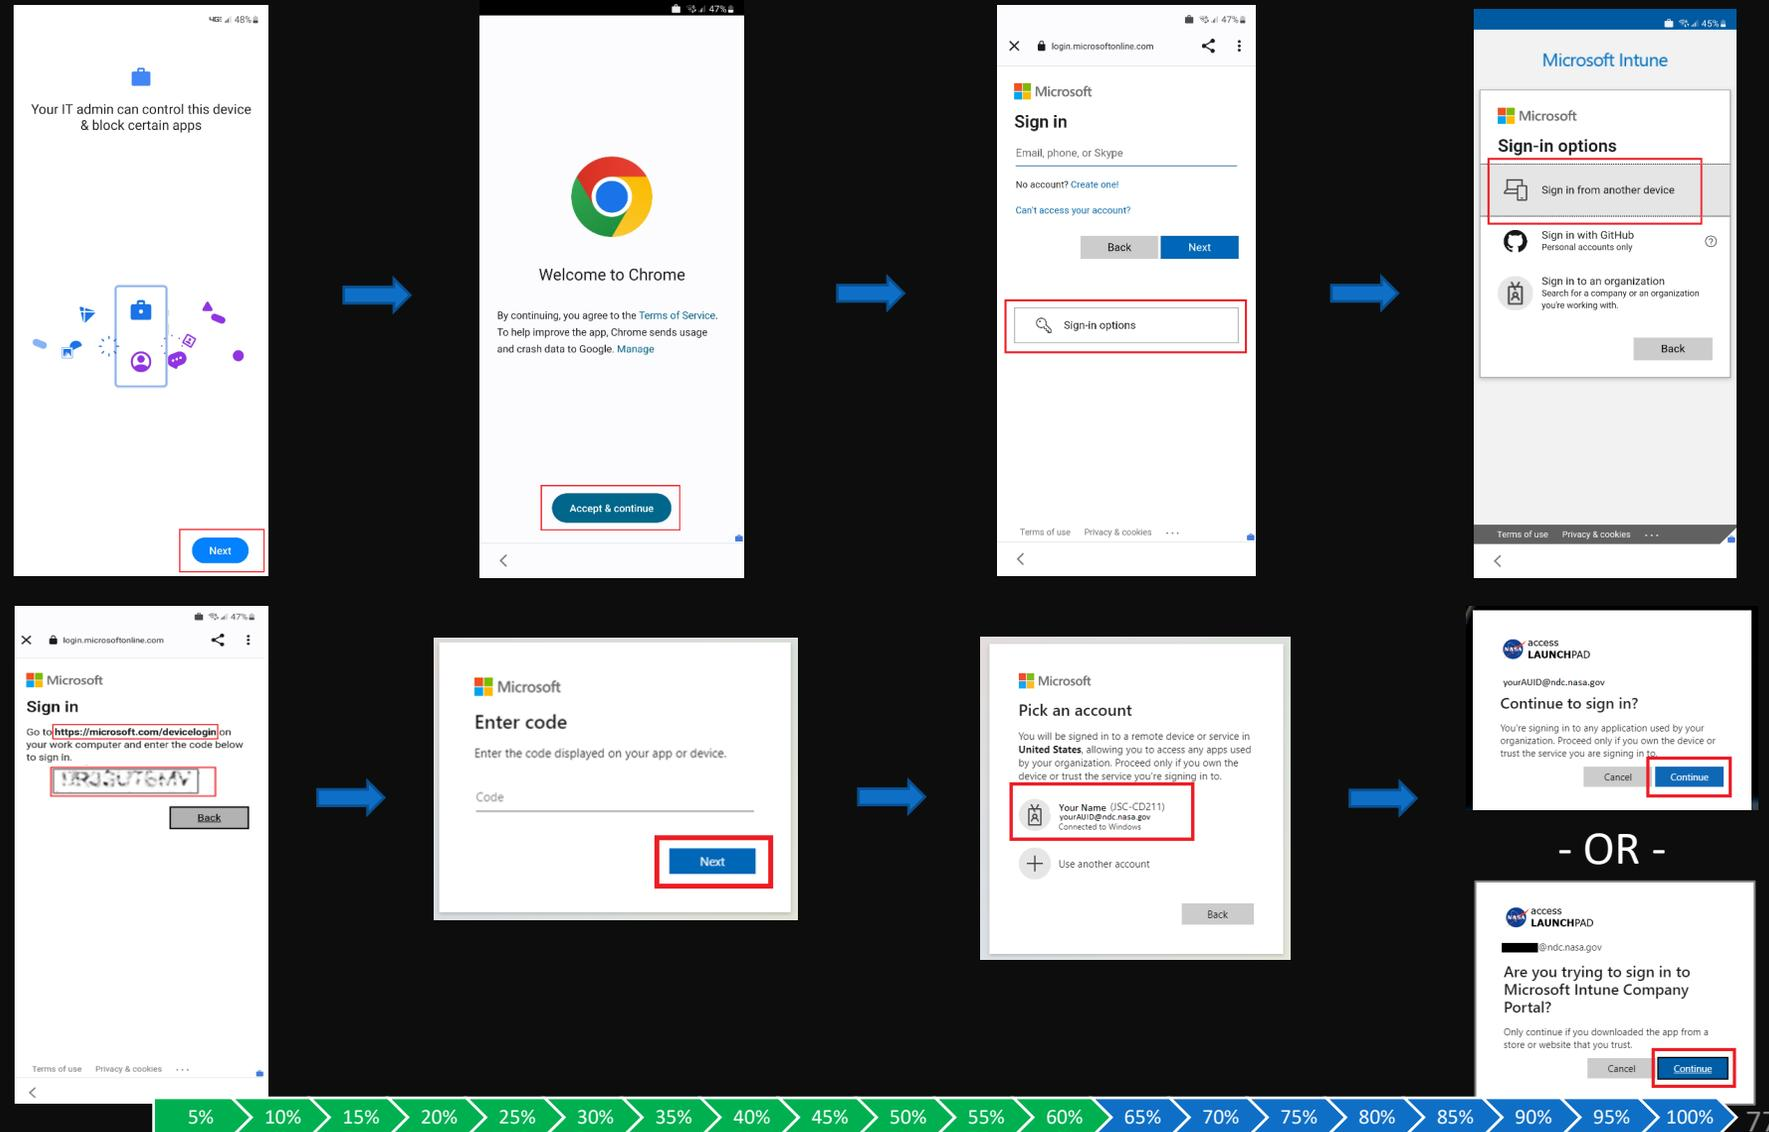 4GE 48%
Your IT admin can control this device
& block certain apps
Next
47%
Welcome to Chrome
By continuing, you agree to the Terms of Service.
To help improve the app, Chrome sends usage
and crash data to Google. Manage
Accept & continue
47%
login.microsoftonline.com
Microsoft
Sign in
Email, phone, or Skype
No account? Create one!
Can't access your account?
Back
Next
Sign-in options
Terms of use
Privacy & cookies
45%
Microsoft Intune
Microsoft
Sign-in options
Sign in from another device
Sign in with GitHub
Personal accounts only
Sign in to an organization
Search for a company or an organization
you're working with.
Back
Terms of use
Privacy & cookies
47%
login.microsoftonline.com
Microsoft
Sign in
Go to https://microsoft.com/devicelogin on
your work computer and enter the code below
to sign in.
Back
Terms of use
Privacy & cookies
Microsoft
Enter code
Enter the code displayed on your app or device.
Code
Next
Microsoft
Pick an account
You will be signed in to a remote device or service in
United States, allowing you to access any apps used
by your organization. Proceed only if you own the
device or trust the service you're signing in to.
Your Name (JSC-CD211)
yourAUID@ndc.nasa.gov
Connected to Windows
Use another account
Back
NASA access
LAUNCHPAD
yourAUID@ndc.nasa.gov
Continue to sign in?
You're signing in to any application used by your
organization. Proceed only if you own the device or
trust the service you are signing in to.
Cancel
Continue
- OR -
NASA access
LAUNCHPAD
@ndc.nasa.gov
Are you trying to sign in to
Microsoft Intune Company
Portal?
Only continue if you downloaded the app from a
store or website that you trust.
Cancel
Continue
5% 10% 15% 20% 25% 30% 35% 40% 45% 50% 55% 60% 65% 70% 75% 80% 85% 90% 95% 100%